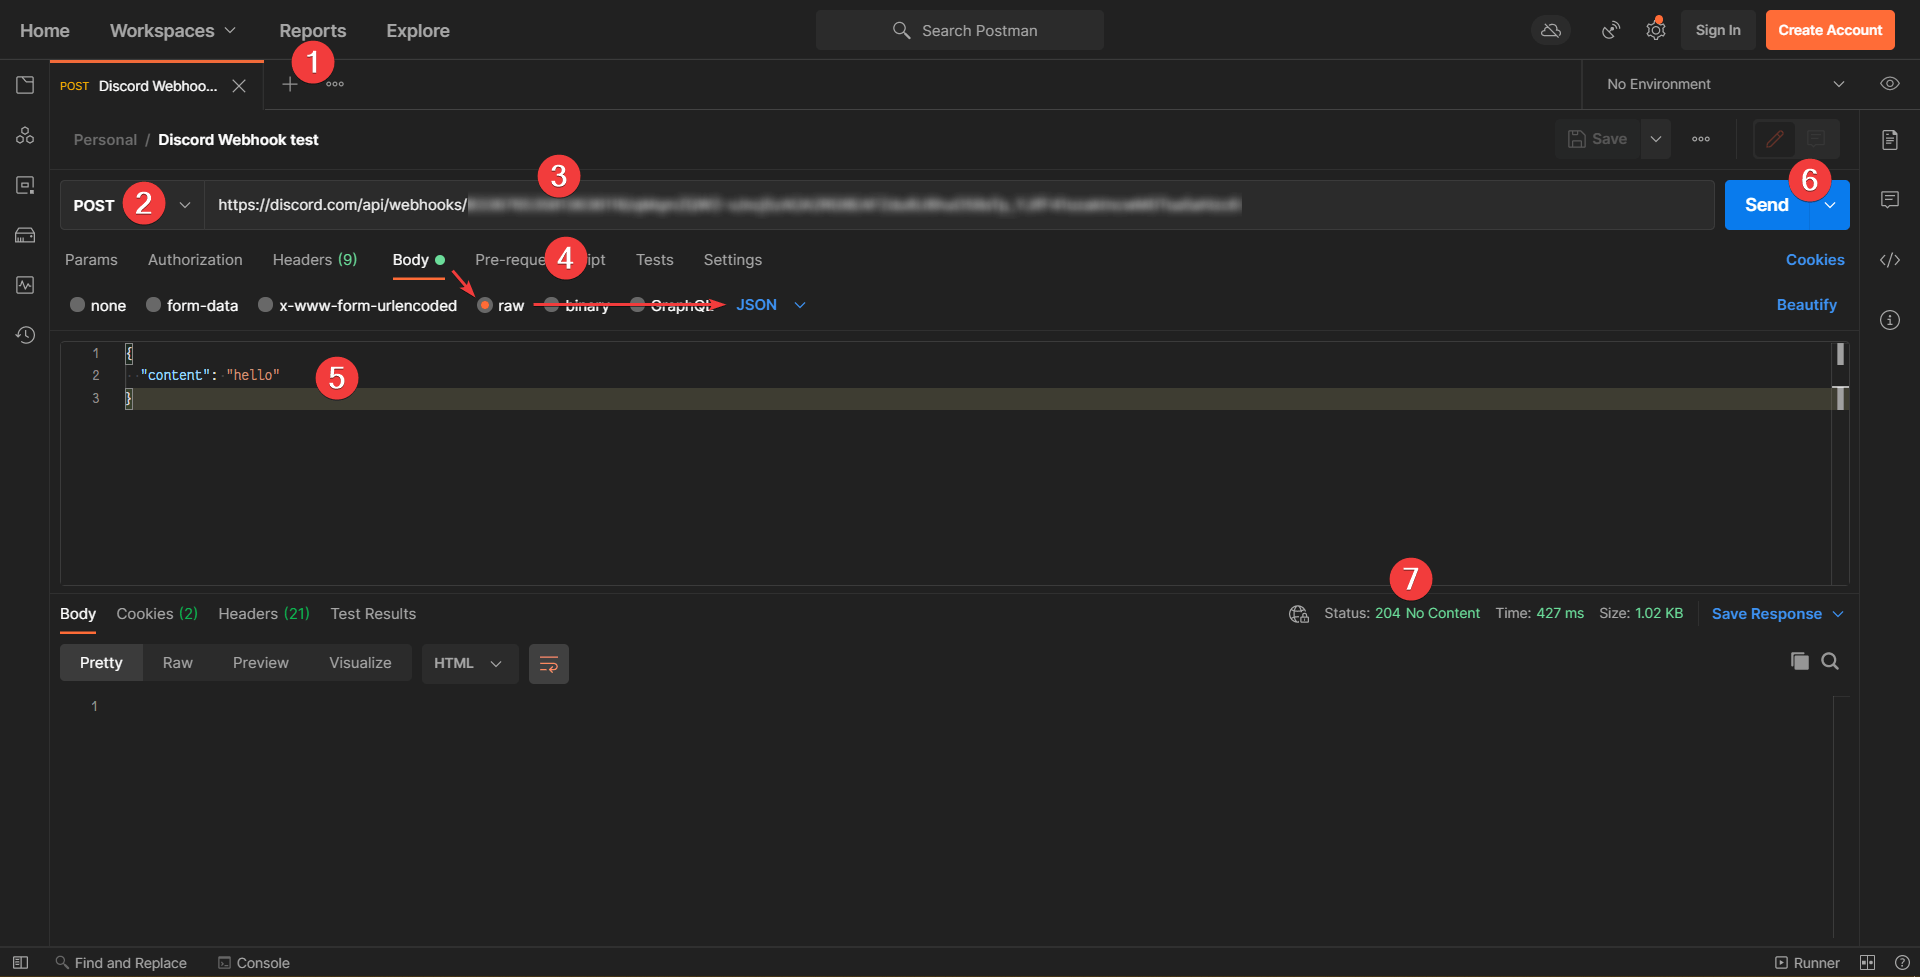 Home Workspaces Reports Explore Search Postman Sign In Create Account
1
POST Discord Webhoo... No Environment
Personal / Discord Webhook test Save
3
6
POST 2 https://discord.com/api/webhooks/ Send
Params Authorization Headers (9) Body Pre-reque 4 ipt Tests Settings Cookies
none form-data x-www-form-urlencoded raw binary GraphQL JSON Beautify
1 {
2 "content": "hello" 5
3 }
7
Body Cookies (2) Headers (21) Test Results Status: 204 No Content Time: 427 ms Size: 1.02 KB Save Response
Pretty Raw Preview Visualize HTML
1
Find and Replace Console Runner